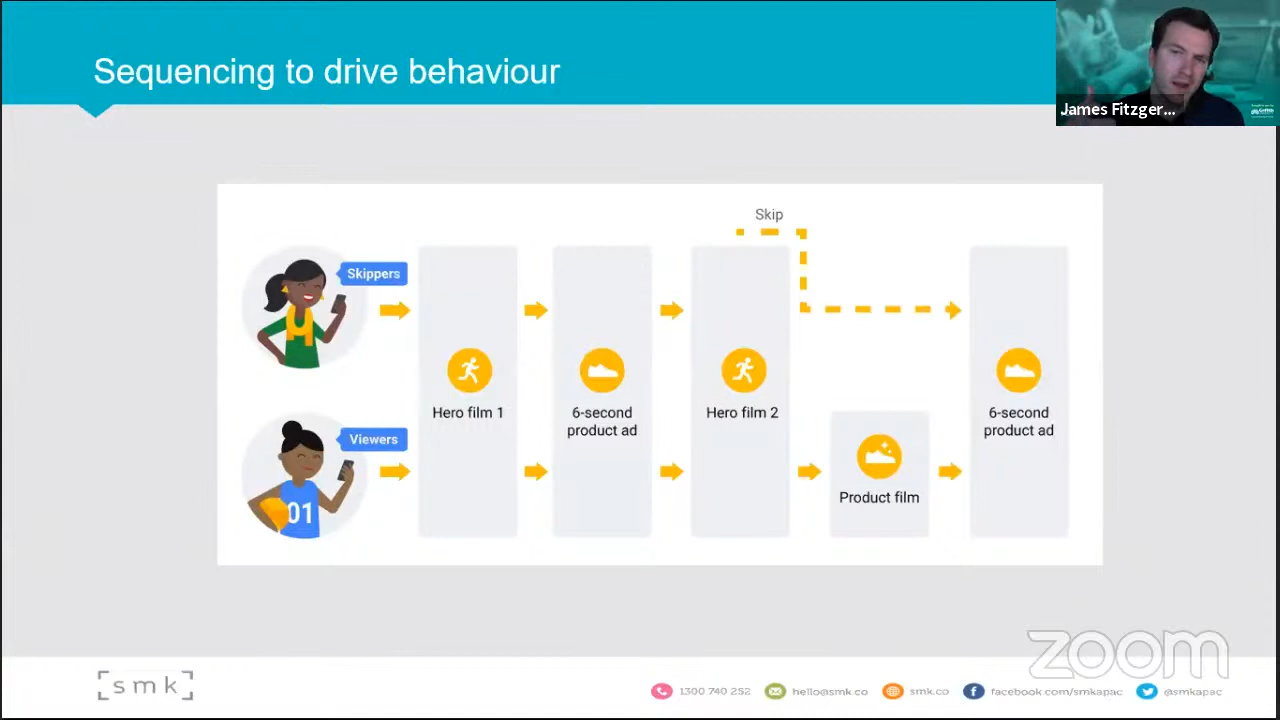 Sequencing to drive behaviour
James Fitzger...
Skip
Skippers
Viewers
01
Hero film 1
6-second
product ad
Hero film 2
Product film
6-second
product ad
zoom
[smk]
1300 740 252
hello@smk.co
smk.co
facebook.com/smkapac
@smkapac